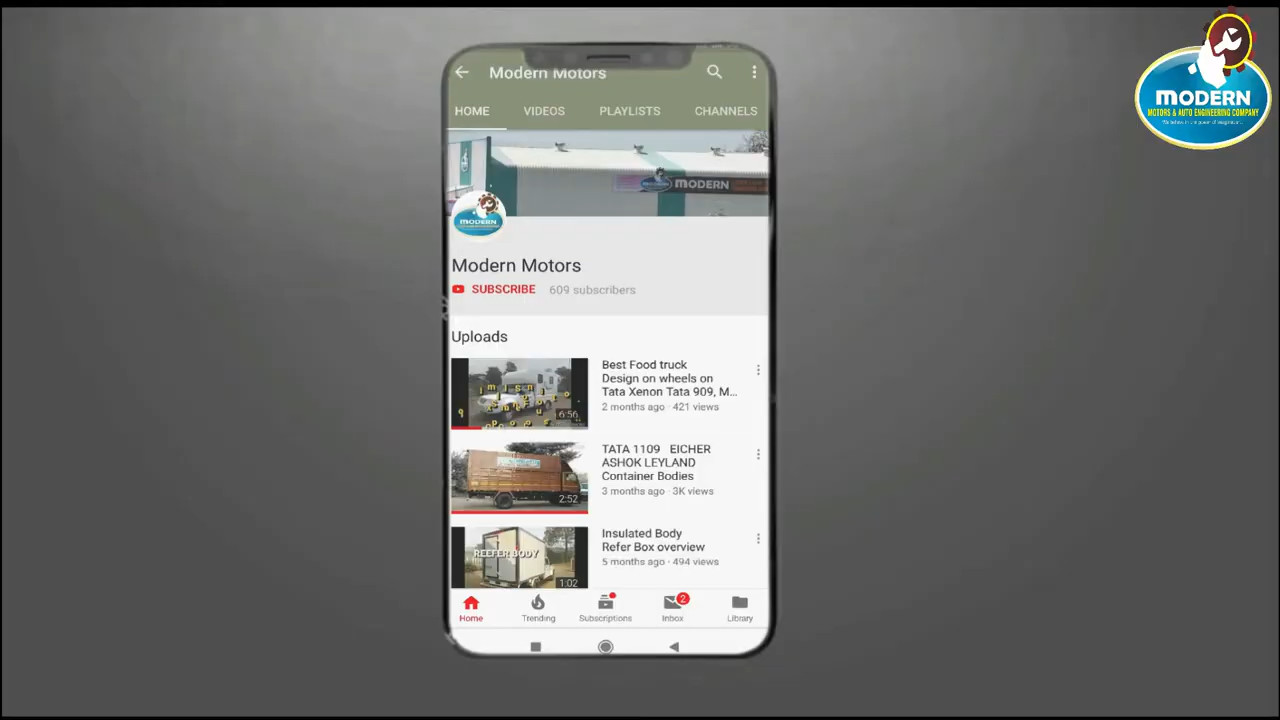 Modern Motors
HOME VIDEOS PLAYLISTS CHANNELS
MODERN
MODERN
Modern Motors
SUBSCRIBE 609 subscribers
Uploads
Best Food truck
Design on wheels on
Tata Xenon Tata 909, M...
2 months ago · 421 views
6:56
TATA 1109 EICHER
ASHOK LEYLAND
Container Bodies
3 months ago · 3K views
2:52
Insulated Body
Refer Box overview
5 months ago · 494 views
REEFER BODY
1:02
2
Home Trending Subscriptions Inbox Library
MODERN
MOTORS & AUTO ENGINEERING COMPANY